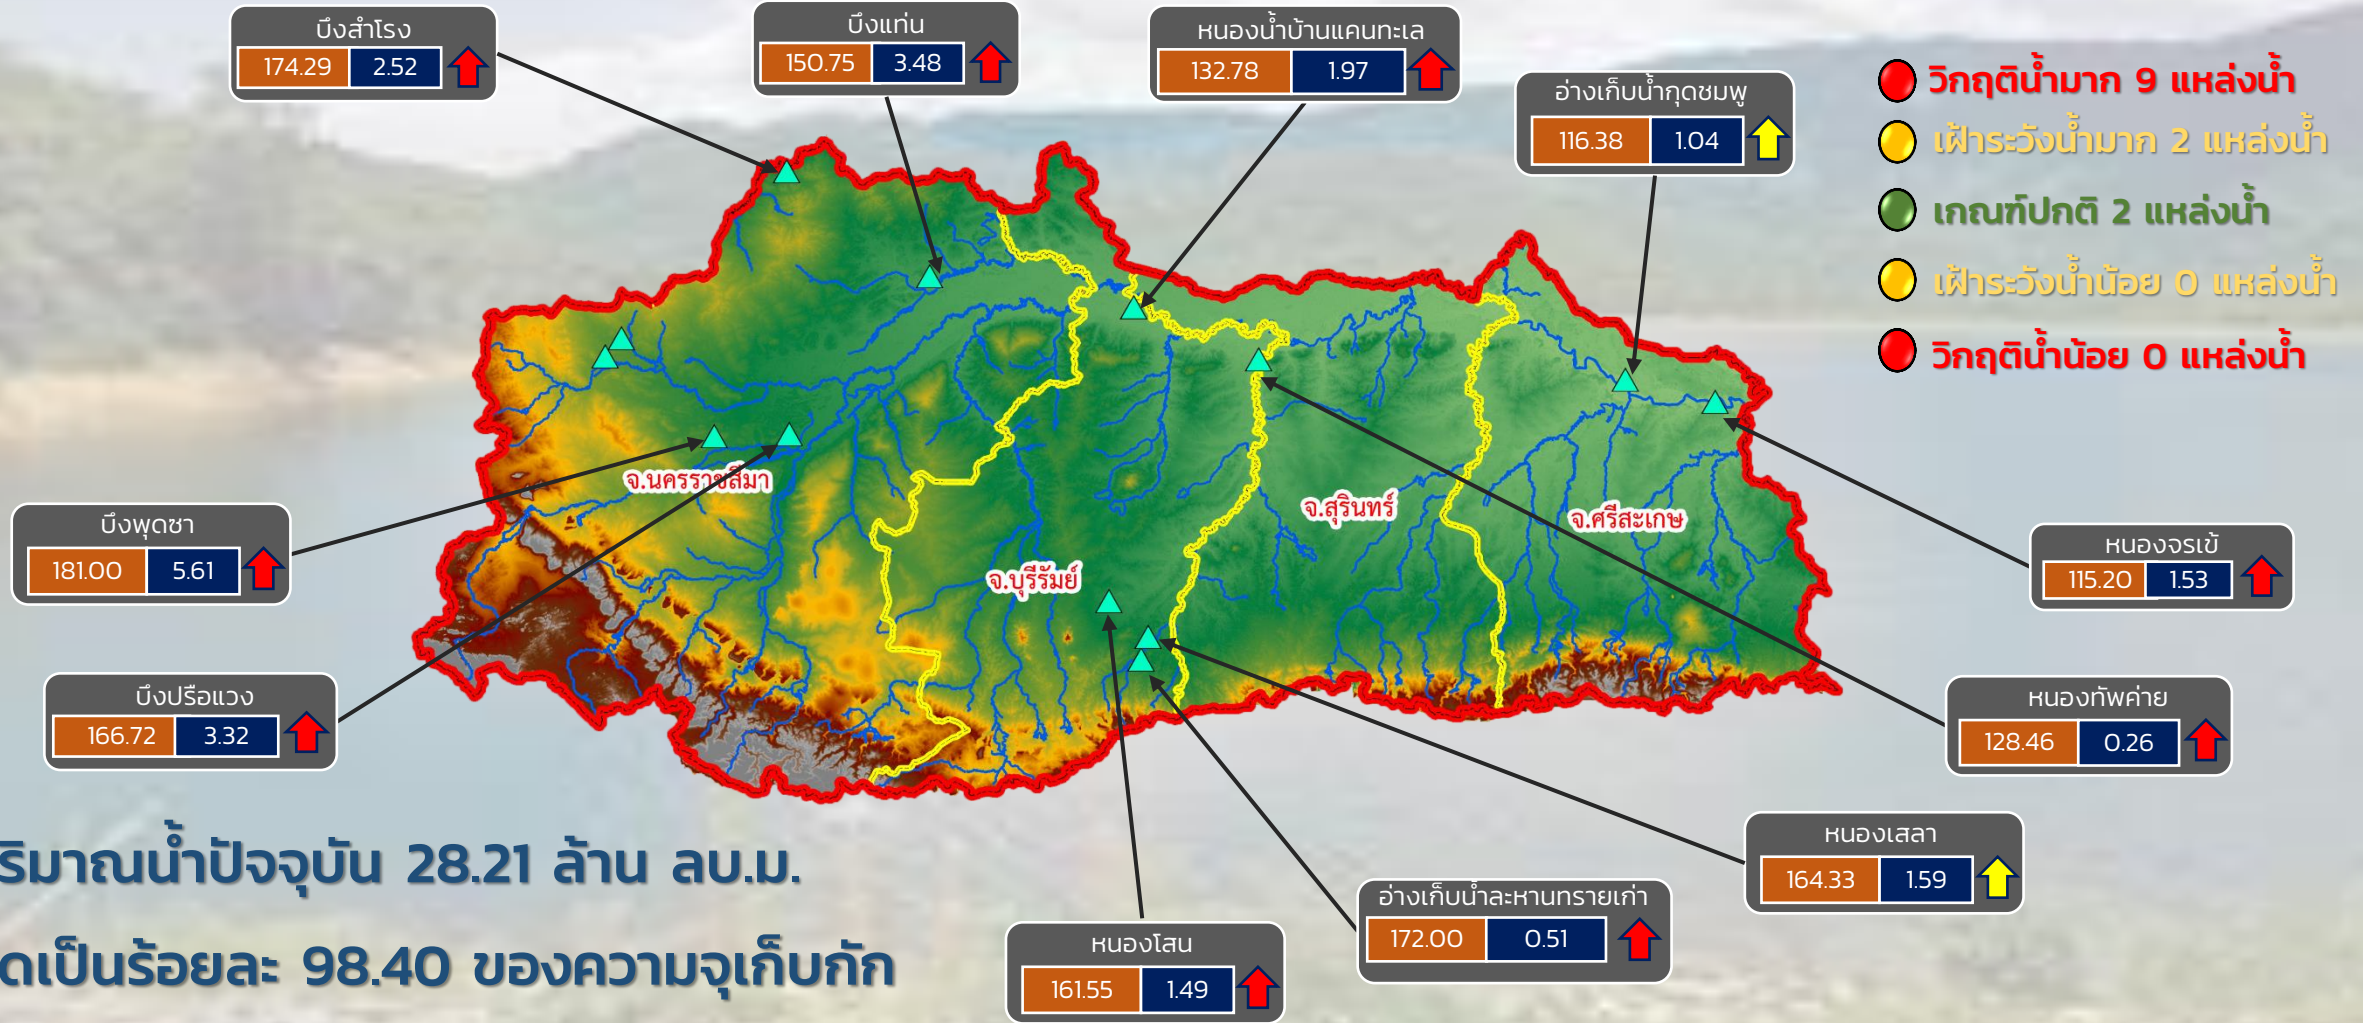 บึงสำโรง
174.29 2.52
บึงแท่น
150.75 3.48
หนองน้ำบ้านแคนทะเล
132.78 1.97
อ่างเก็บน้ำกุดชมพู
116.38 1.04
วิกฤติน้ำมาก 9 แหล่งน้ำ
เฝ้าระวังน้ำมาก 2 แหล่งน้ำ
เกณฑ์ปกติ 2 แหล่งน้ำ
เฝ้าระวังน้ำน้อย 0 แหล่งน้ำ
วิกฤติน้ำน้อย 0 แหล่งน้ำ
จ.นครราชสีมา
จ.บุรีรัมย์
จ.สุรินทร์
จ.ศรีสะเกษ
บึงพุดซา
181.00 5.61
บึงปรือแวง
166.72 3.32
หนองจรเข้
115.20 1.53
หนองทัพค่าย
128.46 0.26
หนองเสลา
164.33 1.59
อ่างเก็บน้ำละหานทรายเก่า
172.00 0.51
หนองโสน
161.55 1.49
ริมาณน้ำปัจจุบัน 28.21 ล้าน ลบ.ม.
ดเป็นร้อยละ 98.40 ของความจุเก็บกัก